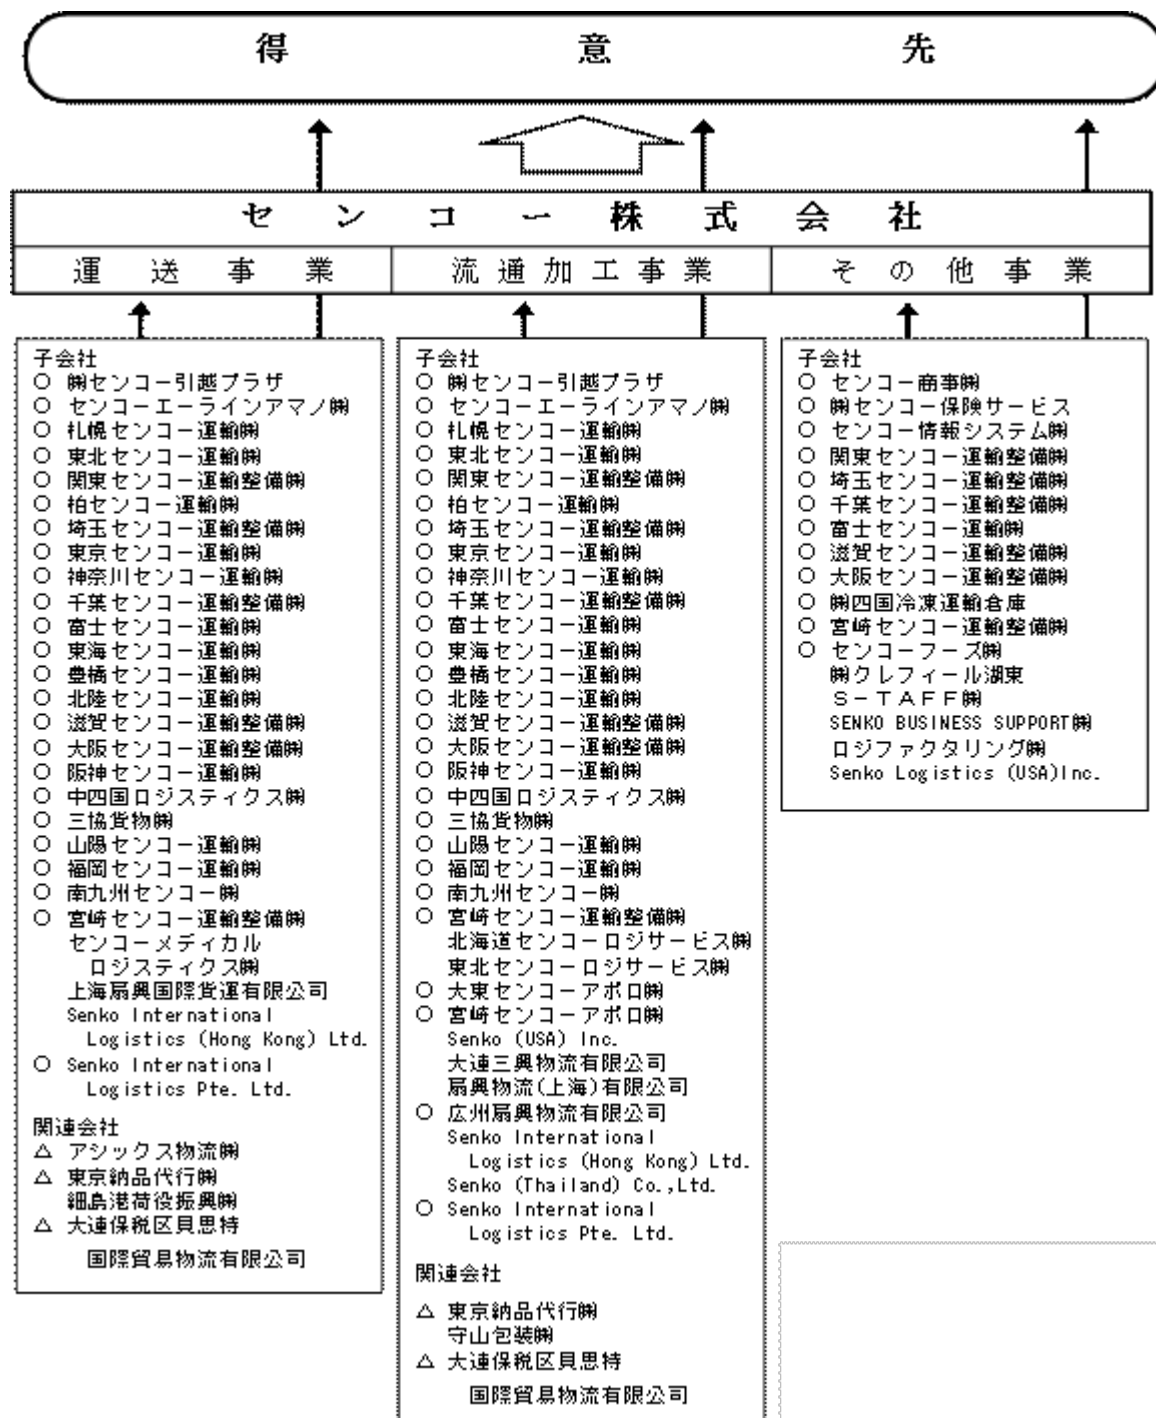 得意先
センコー株式会社
運送事業
流通加工事業
その他事業
子会社
○ ㈱センコー引越プラザ
○ センコーエーラインアマノ㈱
○ 札幌センコー運輸㈱
○ 東北センコー運輸㈱
○ 関東センコー運輸整備㈱
○ 柏センコー運輸㈱
○ 埼玉センコー運輸整備㈱
○ 東京センコー運輸㈱
○ 神奈川センコー運輸㈱
○ 千葉センコー運輸整備㈱
○ 富士センコー運輸㈱
○ 東海センコー運輸㈱
○ 豊橋センコー運輸㈱
○ 北陸センコー運輸㈱
○ 滋賀センコー運輸整備㈱
○ 大阪センコー運輸整備㈱
○ 阪神センコー運輸㈱
○ 中四国ロジスティクス㈱
○ 三協貨物㈱
○ 山陽センコー運輸㈱
○ 福岡センコー運輸㈱
○ 南九州センコー㈱
○ 宮崎センコー運輸整備㈱
センコーメディカル
ロジスティクス㈱
上海扇興国際貨運有限公司
Senko International
Logistics (Hong Kong) Ltd.
○ Senko International
Logistics Pte. Ltd.
関連会社
△ アシックス物流㈱
△ 東京納品代行㈱
細島港荷役振興㈱
△ 大連保税区貝思特
国際貿易物流有限公司
子会社
○ ㈱センコー引越プラザ
○ センコーエーラインアマノ㈱
○ 札幌センコー運輸㈱
○ 東北センコー運輸㈱
○ 関東センコー運輸整備㈱
○ 柏センコー運輸㈱
○ 埼玉センコー運輸整備㈱
○ 東京センコー運輸㈱
○ 神奈川センコー運輸㈱
○ 千葉センコー運輸整備㈱
○ 富士センコー運輸㈱
○ 東海センコー運輸㈱
○ 豊橋センコー運輸㈱
○ 北陸センコー運輸㈱
○ 滋賀センコー運輸整備㈱
○ 大阪センコー運輸整備㈱
○ 阪神センコー運輸㈱
○ 中四国ロジスティクス㈱
○ 三協貨物㈱
○ 山陽センコー運輸㈱
○ 福岡センコー運輸㈱
○ 南九州センコー㈱
○ 宮崎センコー運輸整備㈱
北海道センコーロジサービス㈱
東北センコーロジサービス㈱
○ 大東センコーアポロ㈱
○ 宮崎センコーアポロ㈱
Senko (USA) Inc.
大連三興物流有限公司
扇興物流(上海)有限公司
○ 広州扇興物流有限公司
Senko International
Logistics (Hong Kong) Ltd.
Senko (Thailand) Co.,Ltd.
○ Senko International
Logistics Pte. Ltd.
関連会社
△ 東京納品代行㈱
守山包装㈱
△ 大連保税区貝思特
国際貿易物流有限公司
子会社
○ センコー商事㈱
○ ㈱センコー保険サービス
○ センコー情報システム㈱
○ 関東センコー運輸整備㈱
○ 埼玉センコー運輸整備㈱
○ 千葉センコー運輸整備㈱
○ 富士センコー運輸㈱
○ 滋賀センコー運輸整備㈱
○ 大阪センコー運輸整備㈱
○ ㈱四国冷凍運輸倉庫
○ 宮崎センコー運輸整備㈱
○ センコーフーズ㈱
㈱クレフィール湖東
Ｓ－ＴＡＦＦ㈱
SENKO BUSINESS SUPPORT㈱
ロジファクタリング㈱
Senko Logistics (USA)Inc.